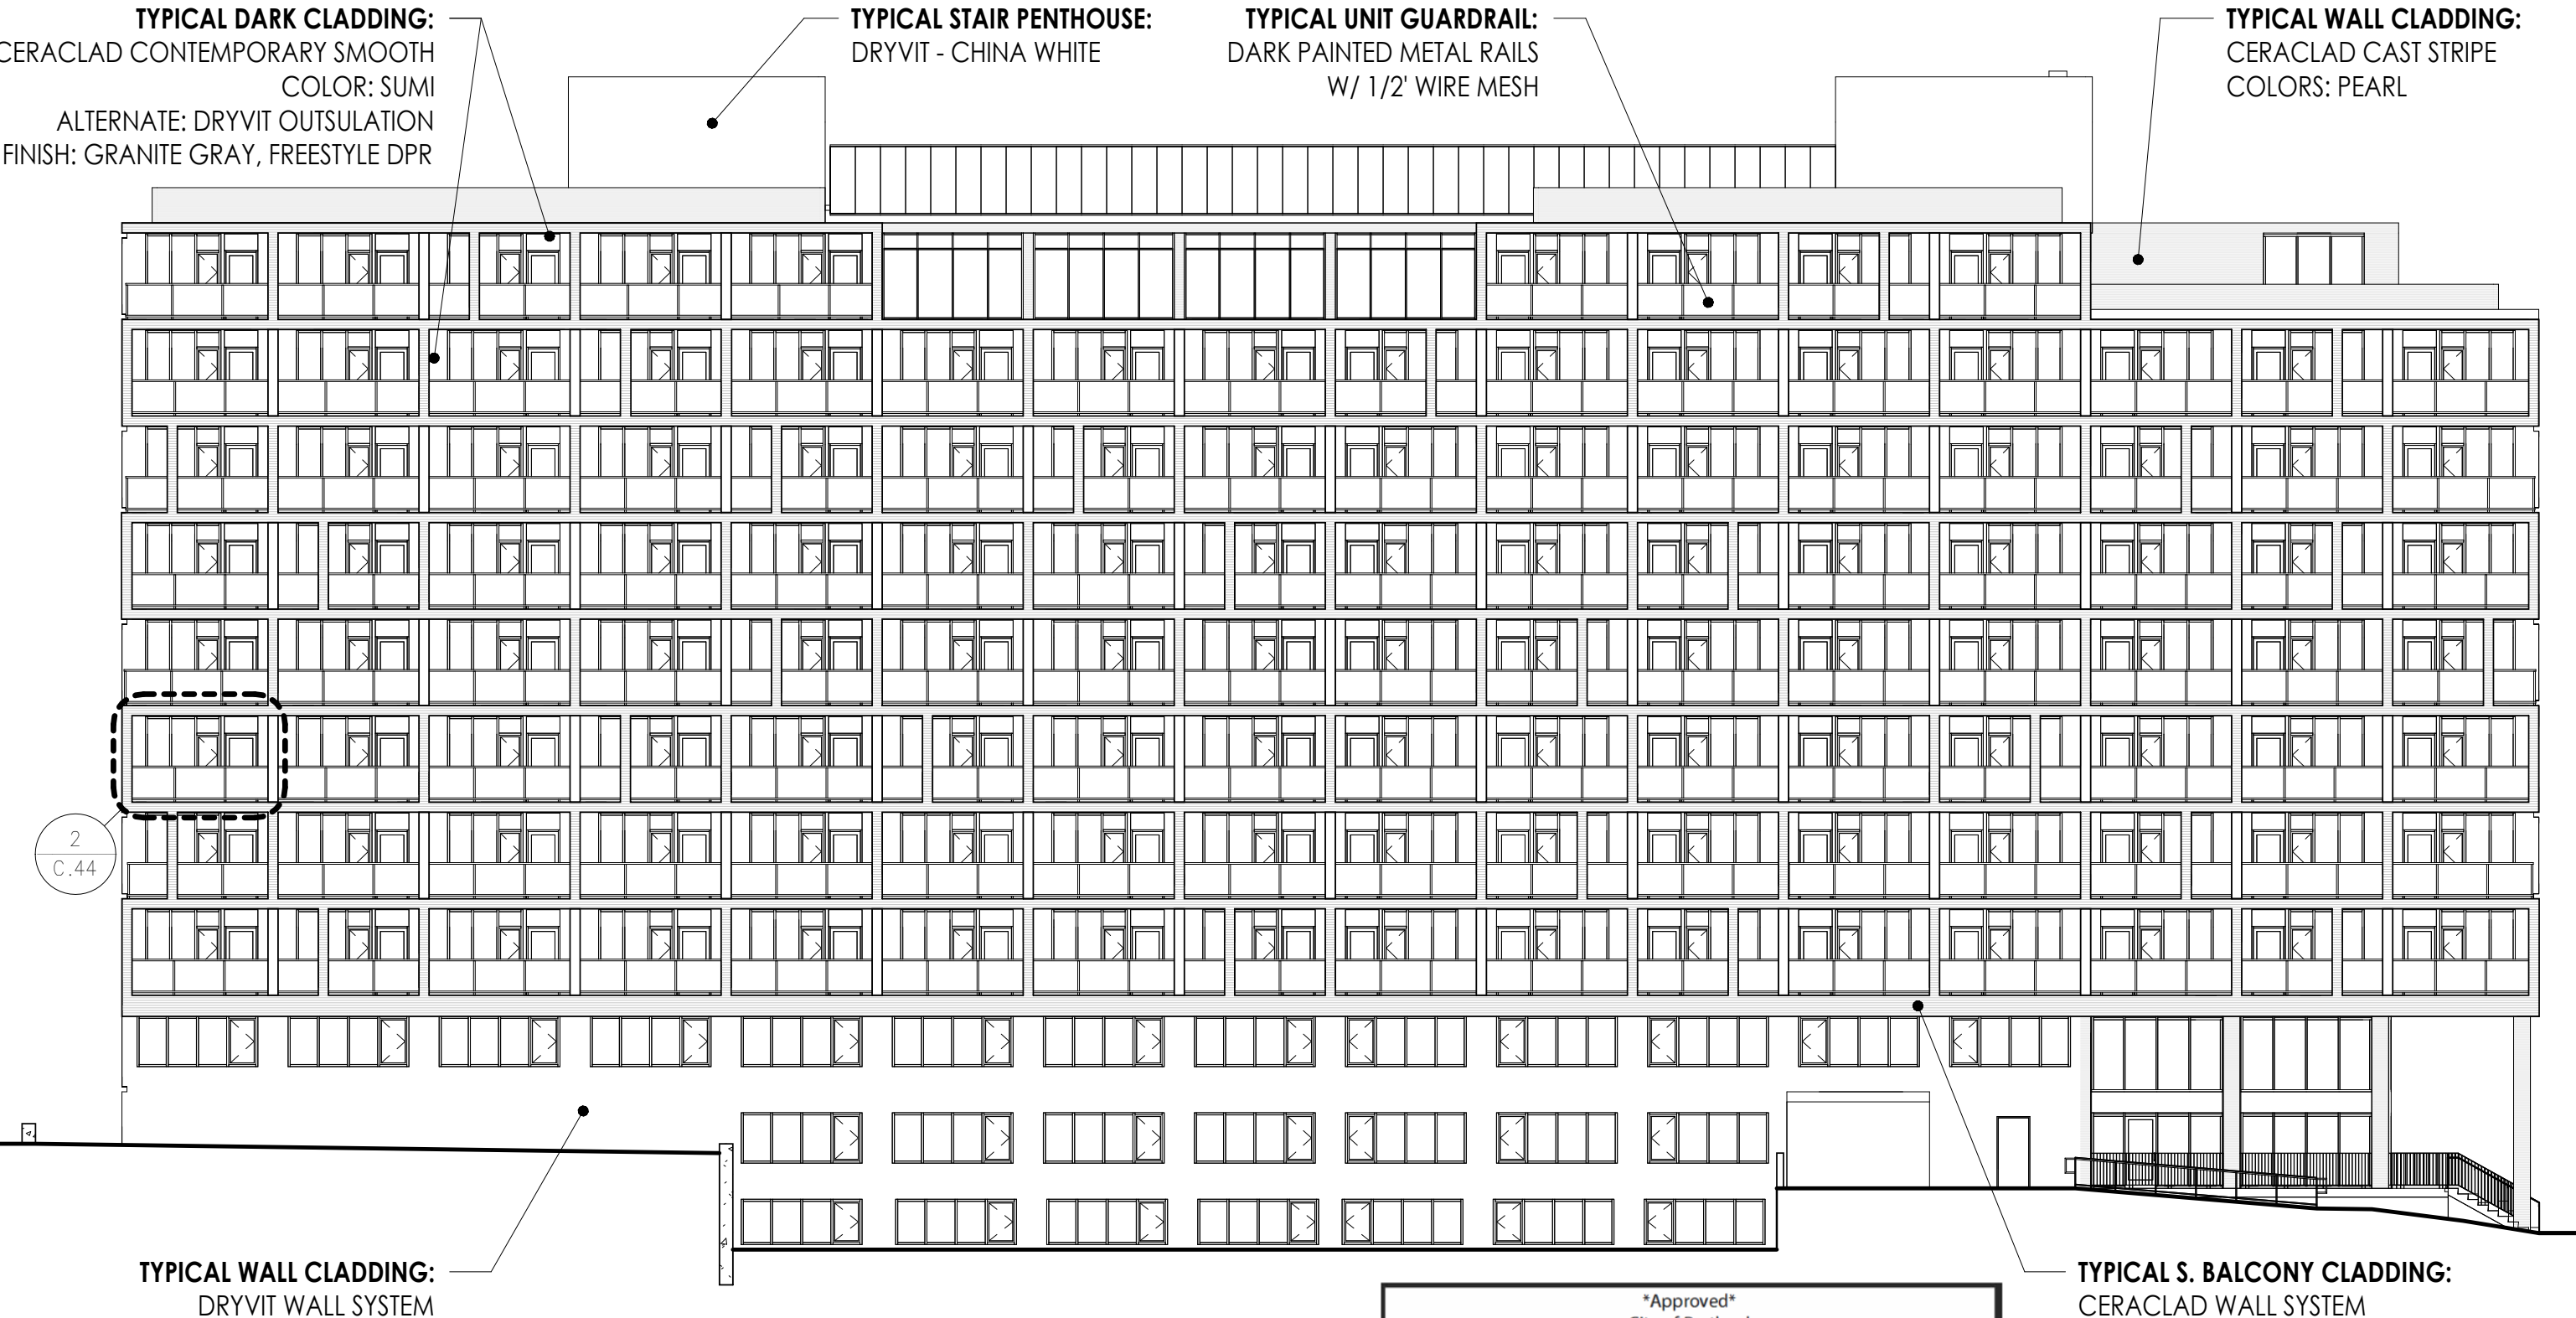 TYPICAL DARK CLADDING:
CERACLAD CONTEMPORARY SMOOTH
COLOR: SUMI
ALTERNATE: DRYVIT OUTSULATION
FINISH: GRANITE GRAY, FREESTYLE DPR
TYPICAL STAIR PENTHOUSE:
DRYVIT - CHINA WHITE
TYPICAL UNIT GUARDRAIL:
DARK PAINTED METAL RAILS
W/ 1/2' WIRE MESH
TYPICAL WALL CLADDING:
CERACLAD CAST STRIPE
COLORS: PEARL
2
C.44
TYPICAL WALL CLADDING:
DRYVIT WALL SYSTEM
*Approved*
TYPICAL S. BALCONY CLADDING:
CERACLAD WALL SYSTEM